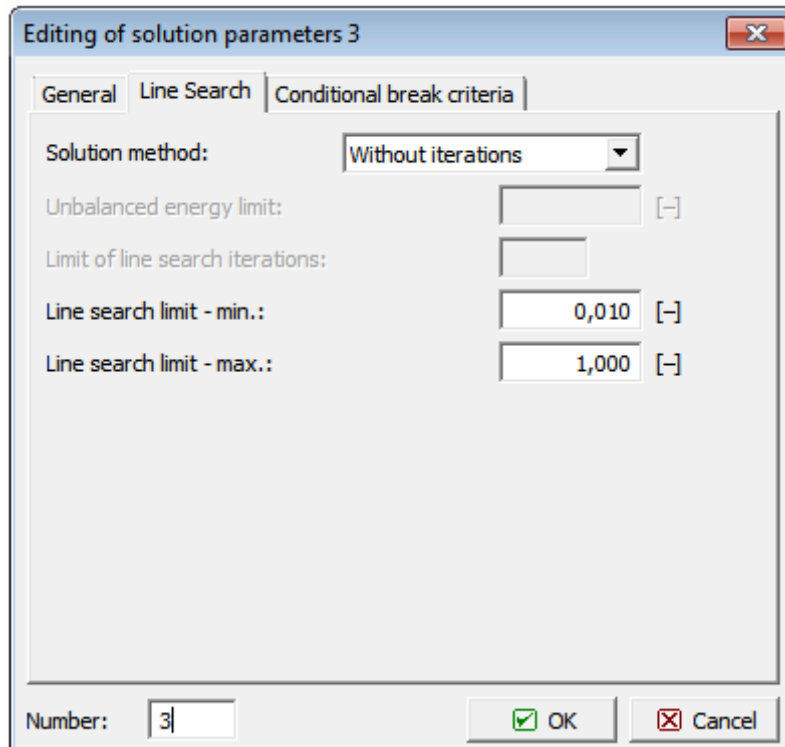 Editing of solution parameters 3
General Line Search Conditional break criteria
Solution method: Without iterations
Unbalanced energy limit: [–]
Limit of line search iterations:
Line search limit - min.: 0,010 [–]
Line search limit - max.: 1,000 [–]
Number: 3 OK Cancel